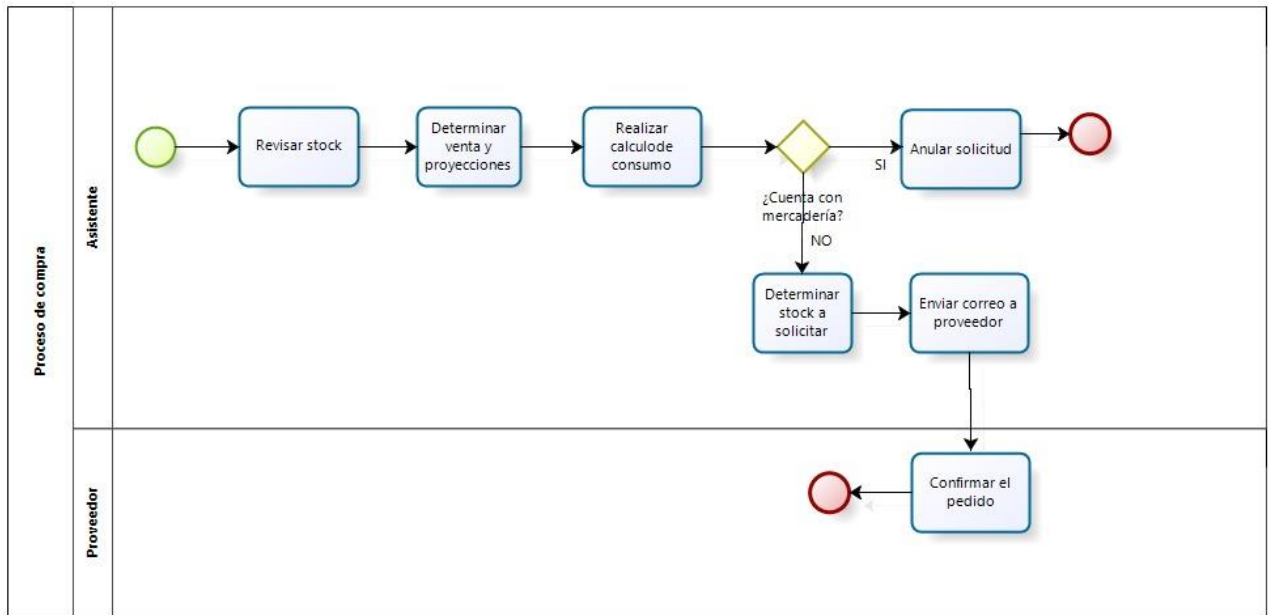 Proceso de compra
Asistente
Revisar stock
Determinar
venta y
proyecciones
Realizar
calculode
consumo
¿Cuenta con
mercadería?
SI
Anular solicitud
NO
Determinar
stock a
solicitar
Enviar correo a
proveedor
Proveedor
Confirmar el
pedido